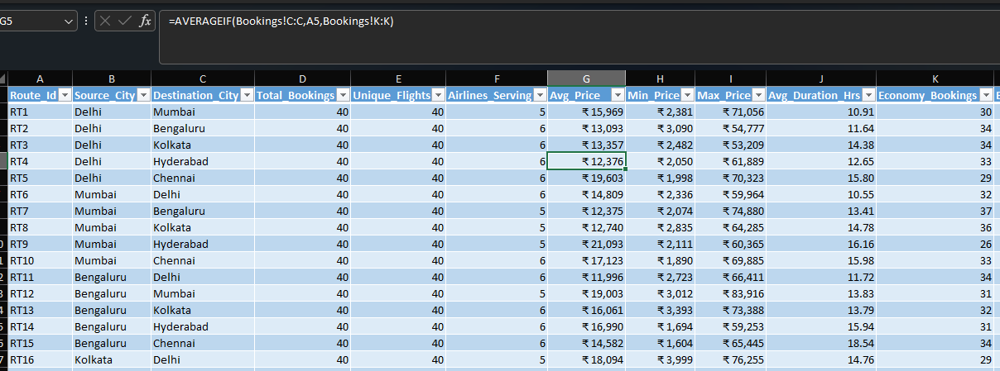 G5 fx =AVERAGEIF(Bookings!C:C,A5,Bookings!K:K)
A B C D E F G H I J K
Route_Id Source_City Destination_City Total_Bookings Unique_Flights Airlines_Serving Avg_Price Min_Price Max_Price Avg_Duration_Hrs Economy_Bookings
RT1 Delhi Mumbai 40 40 5 ₹ 15,969 ₹ 2,381 ₹ 71,056 10.91 30
RT2 Delhi Bengaluru 40 40 6 ₹ 13,093 ₹ 3,090 ₹ 54,777 11.64 34
RT3 Delhi Kolkata 40 40 6 ₹ 13,357 ₹ 2,482 ₹ 53,209 14.38 34
RT4 Delhi Hyderabad 40 40 6 ₹ 12,376 ₹ 2,050 ₹ 61,889 12.65 33
RT5 Delhi Chennai 40 40 6 ₹ 19,603 ₹ 1,998 ₹ 70,323 15.80 29
RT6 Mumbai Delhi 40 40 6 ₹ 14,809 ₹ 2,336 ₹ 59,964 10.55 32
RT7 Mumbai Bengaluru 40 40 5 ₹ 12,375 ₹ 2,074 ₹ 74,880 13.41 37
RT8 Mumbai Kolkata 40 40 5 ₹ 12,740 ₹ 2,835 ₹ 64,285 14.78 36
0 RT9 Mumbai Hyderabad 40 40 5 ₹ 21,093 ₹ 2,111 ₹ 60,365 16.16 26
1 RT10 Mumbai Chennai 40 40 6 ₹ 17,123 ₹ 1,890 ₹ 69,885 15.98 33
2 RT11 Bengaluru Delhi 40 40 6 ₹ 11,996 ₹ 2,723 ₹ 66,411 11.72 34
3 RT12 Bengaluru Mumbai 40 40 5 ₹ 19,003 ₹ 3,012 ₹ 83,916 13.83 31
4 RT13 Bengaluru Kolkata 40 40 6 ₹ 16,061 ₹ 3,393 ₹ 73,388 13.79 32
5 RT14 Bengaluru Hyderabad 40 40 6 ₹ 16,990 ₹ 1,694 ₹ 59,253 15.94 31
6 RT15 Bengaluru Chennai 40 40 6 ₹ 14,582 ₹ 1,604 ₹ 65,445 18.54 34
7 RT16 Kolkata Delhi 40 40 5 ₹ 18,094 ₹ 3,999 ₹ 76,255 14.76 29